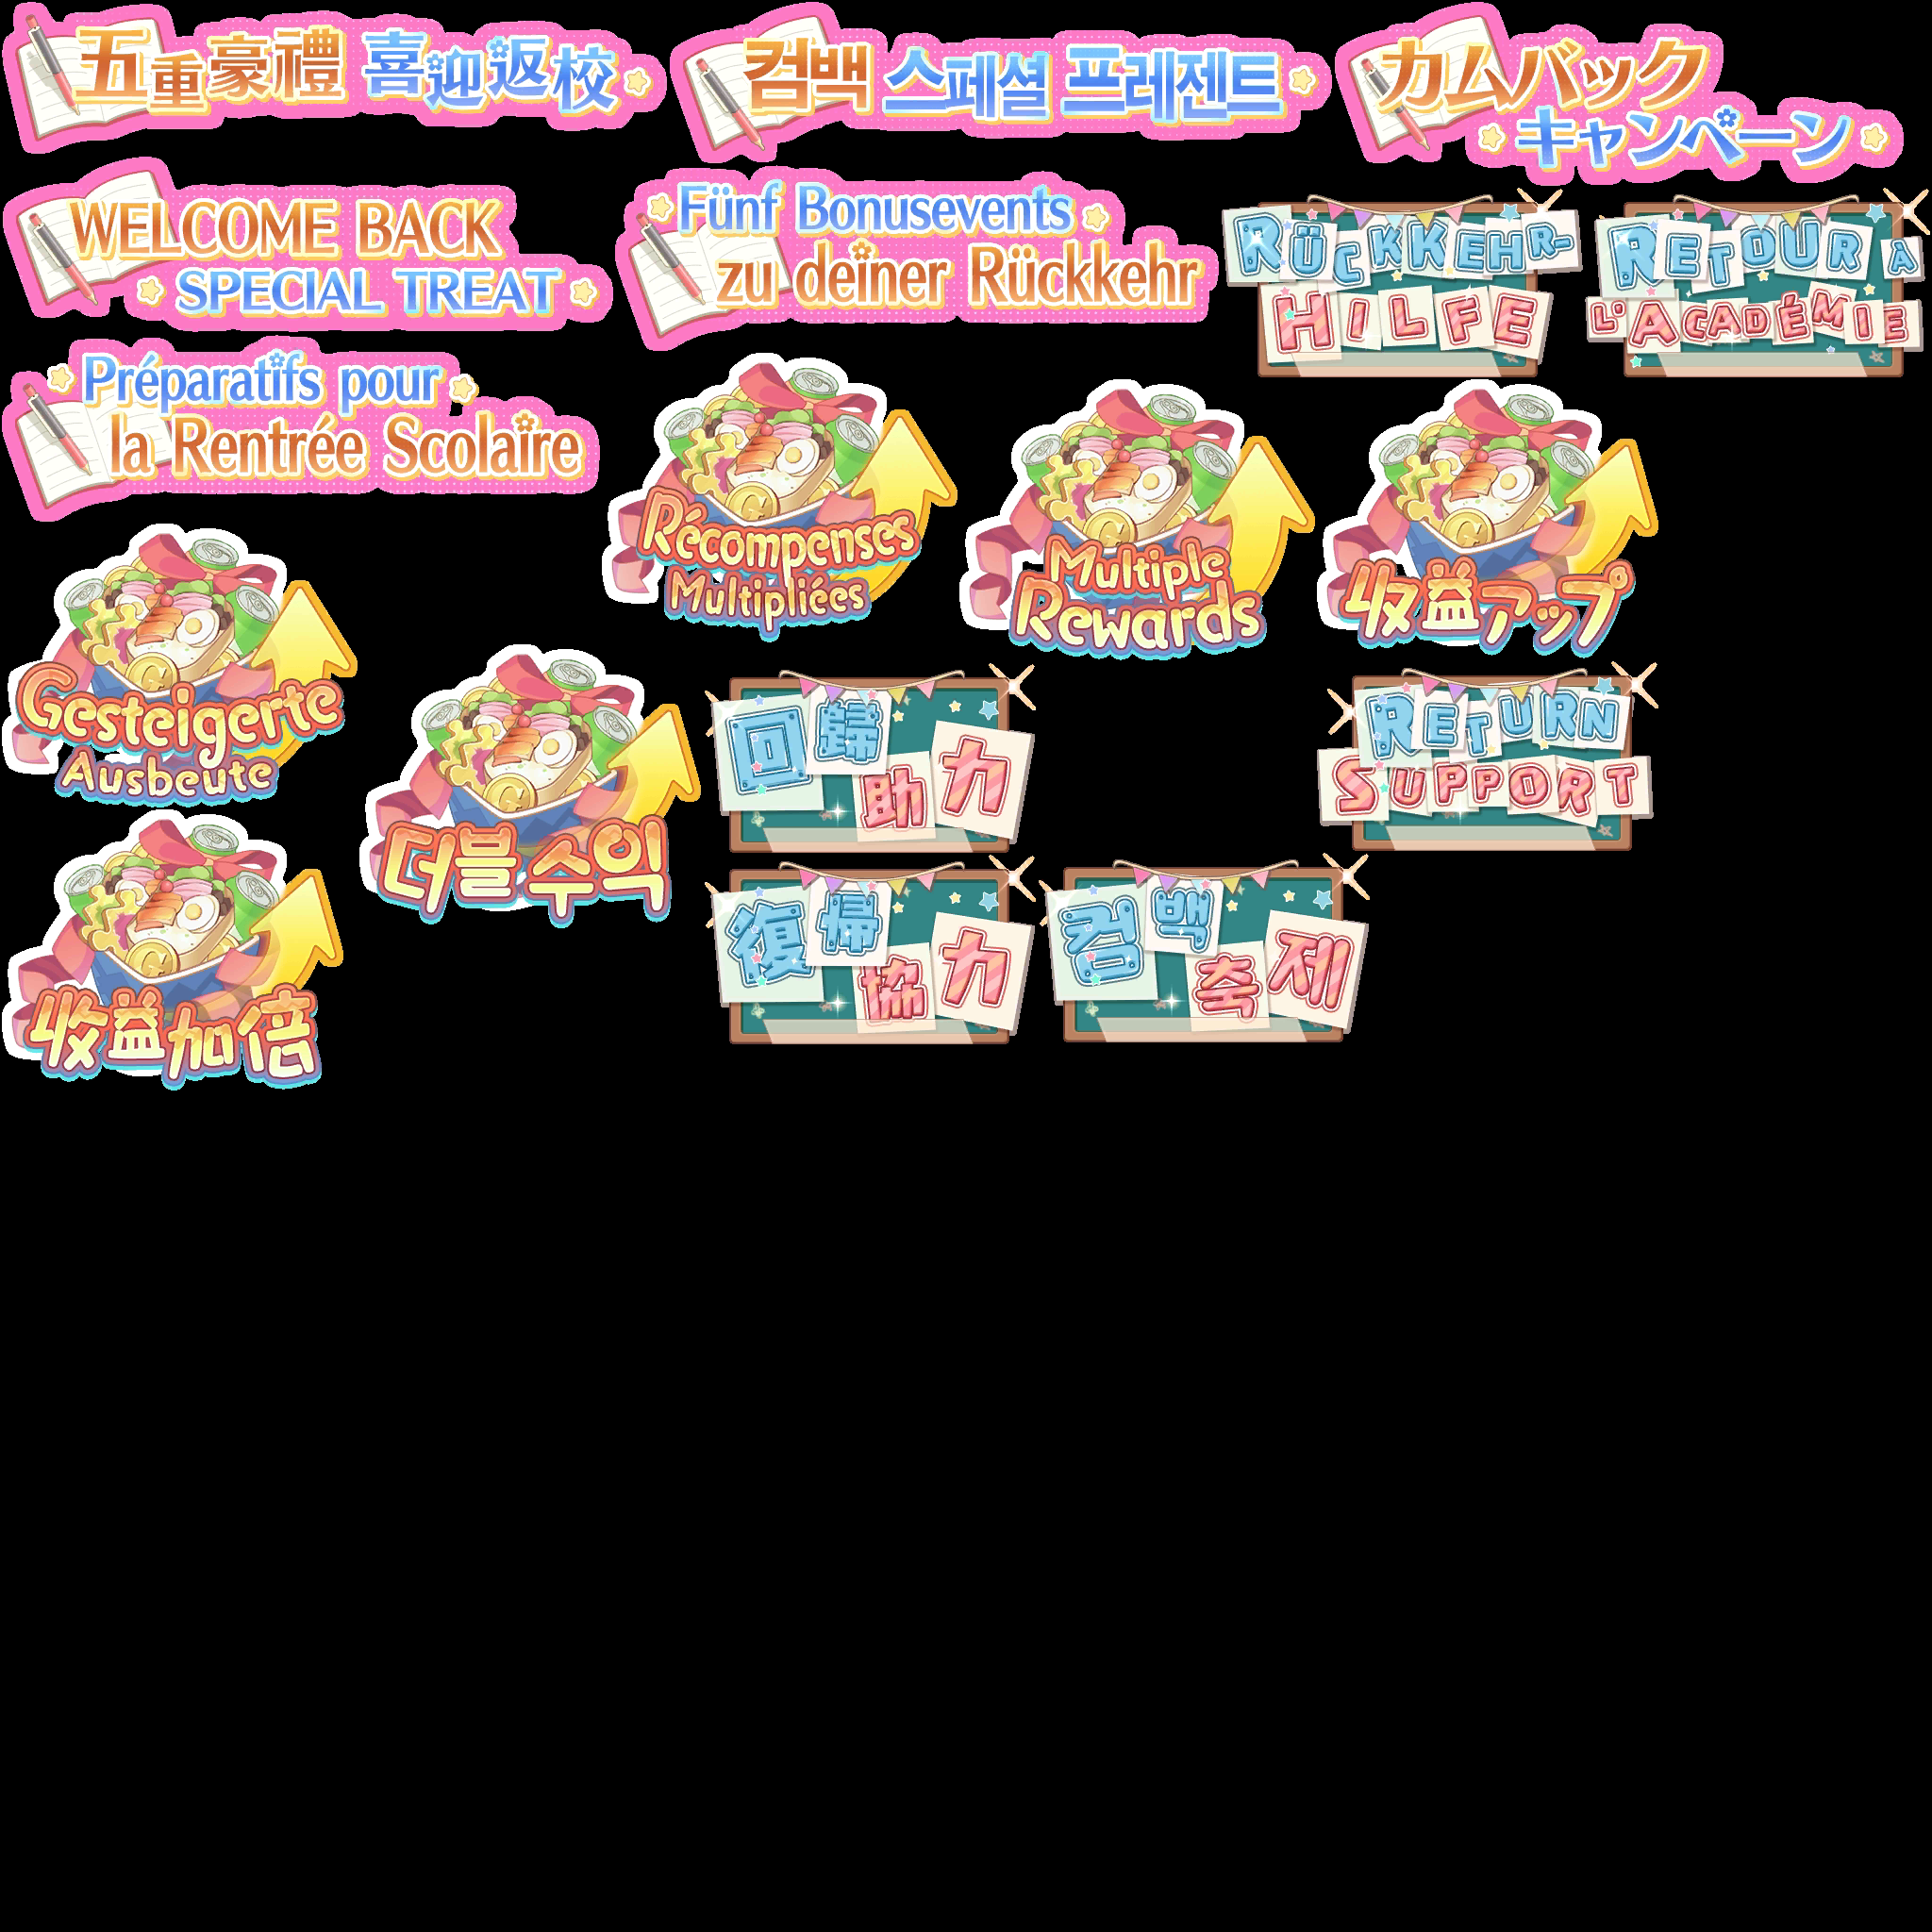 五重豪禮 喜迎返校
컴백 스페셜 프레젠트
カムバック
キャンペーン
WELCOME BACK
SPECIAL TREAT
Fünf Bonusevents
zu deiner Rückkehr
RÜCKKEHR-
HILFE
RETOUR À
L'ACADÉMIE
Préparatifs pour
la Rentrée Scolaire
Récompenses
Multipliées
Multiple
Rewards
収益アップ
Gesteigerte
Ausbeute
더블 수익
回歸
助力
RETURN
SUPPORT
收益加倍
復帰
協力
컴백
축제